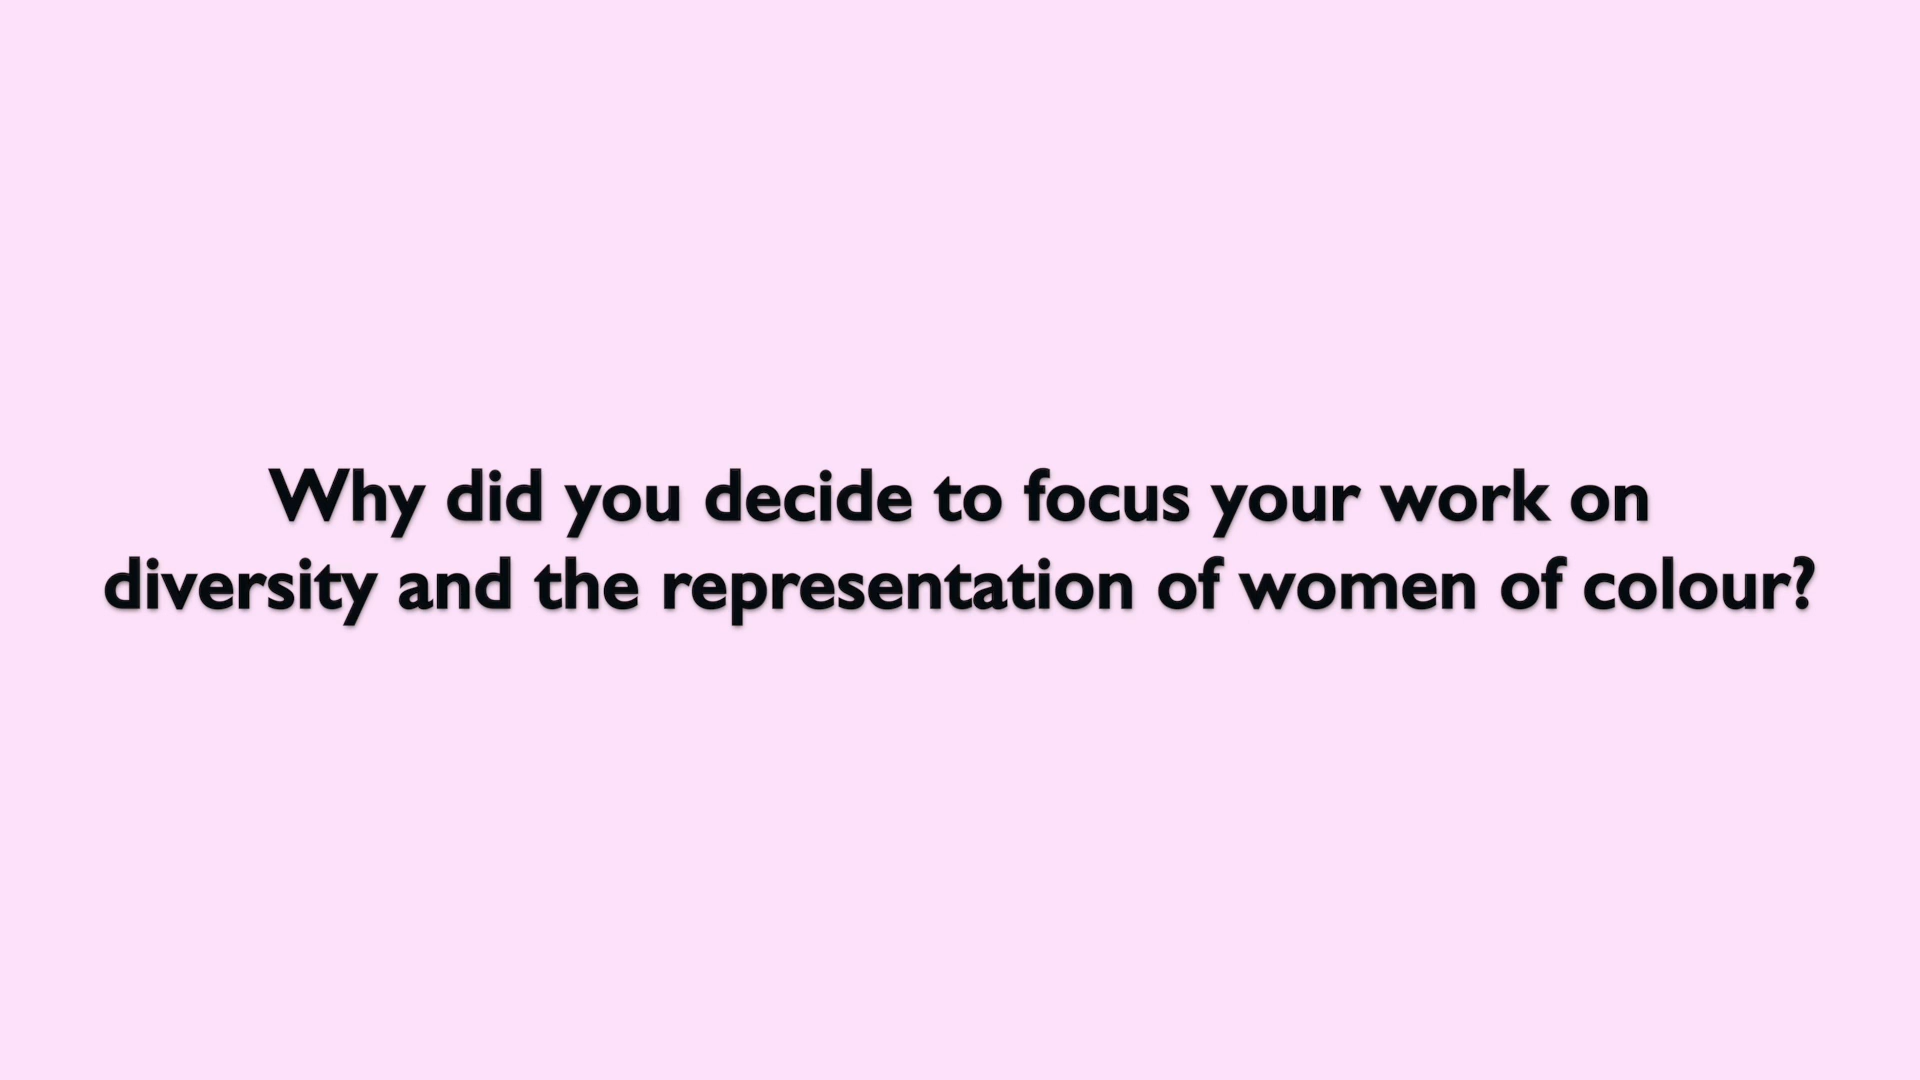 Why did you decide to focus your work on
diversity and the representation of women of colour?